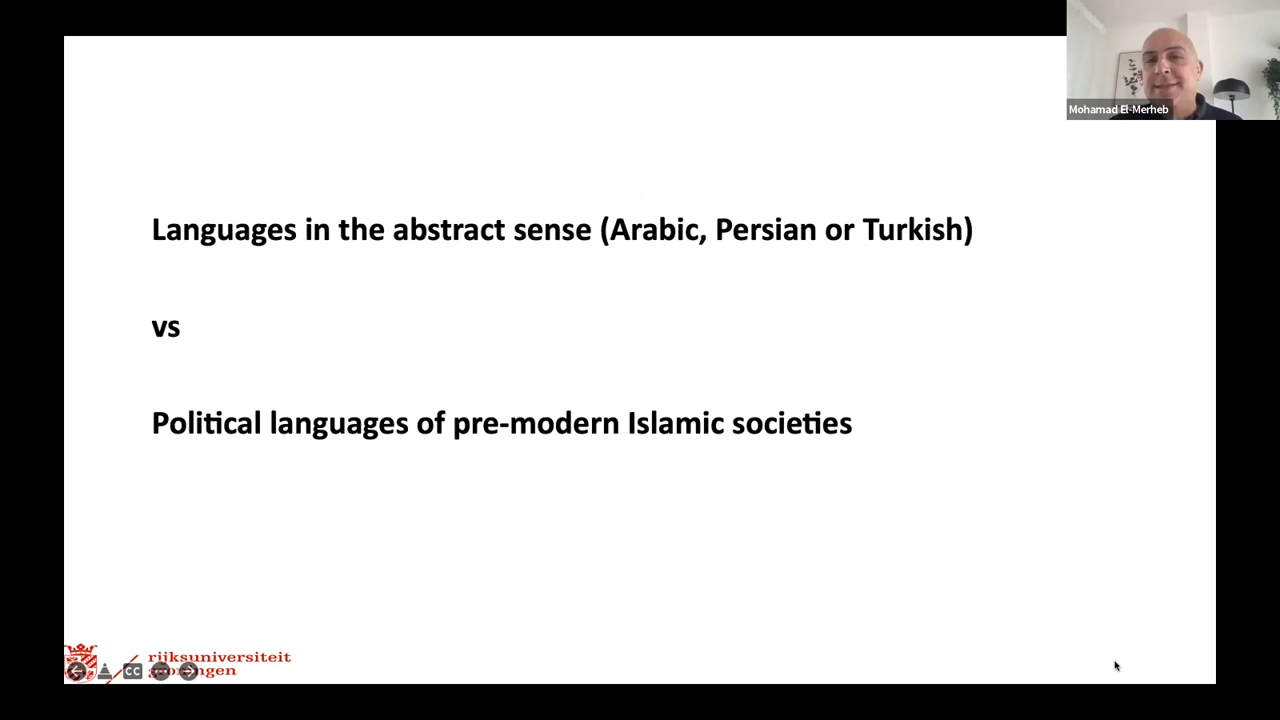 Mohamad El-Merheb
Languages in the abstract sense (Arabic, Persian or Turkish)
vs
Political languages of pre-modern Islamic societies
rijksuniversiteit
groningen
CC